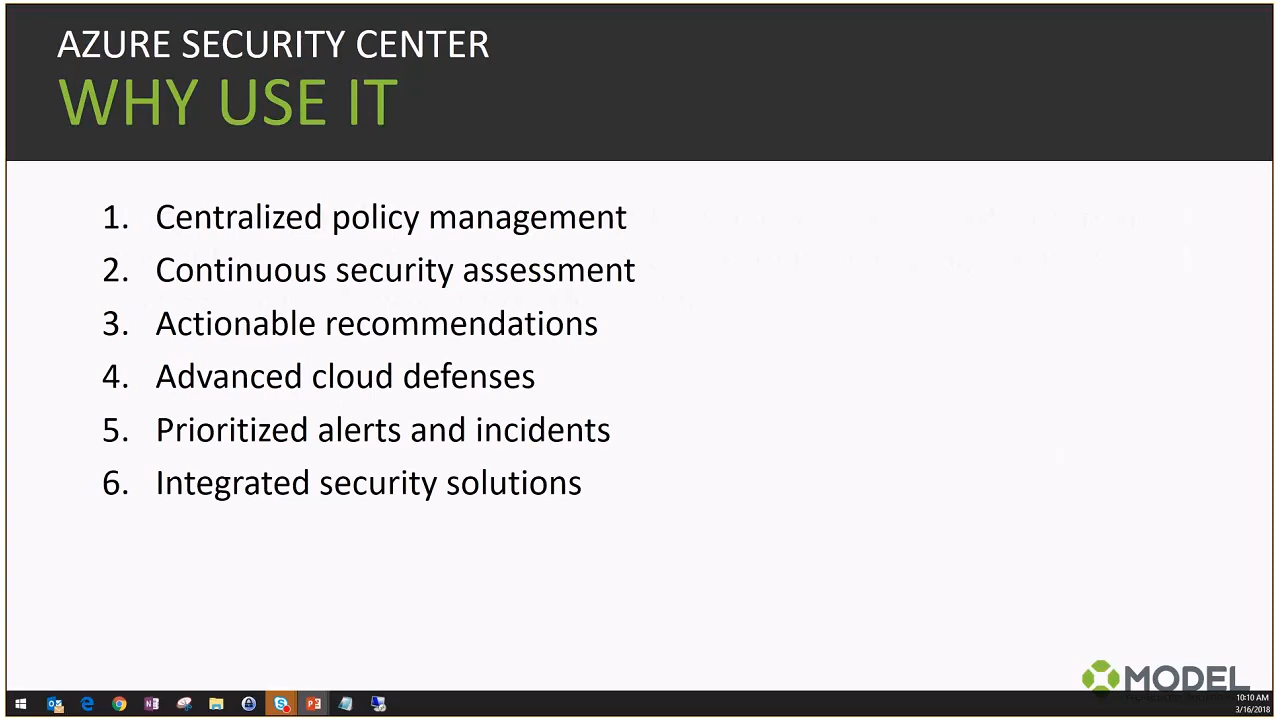 AZURE SECURITY CENTER
WHY USE IT
1. Centralized policy management
2. Continuous security assessment
3. Actionable recommendations
4. Advanced cloud defenses
5. Prioritized alerts and incidents
6. Integrated security solutions
MODEL
10:10 AM
3/16/2018